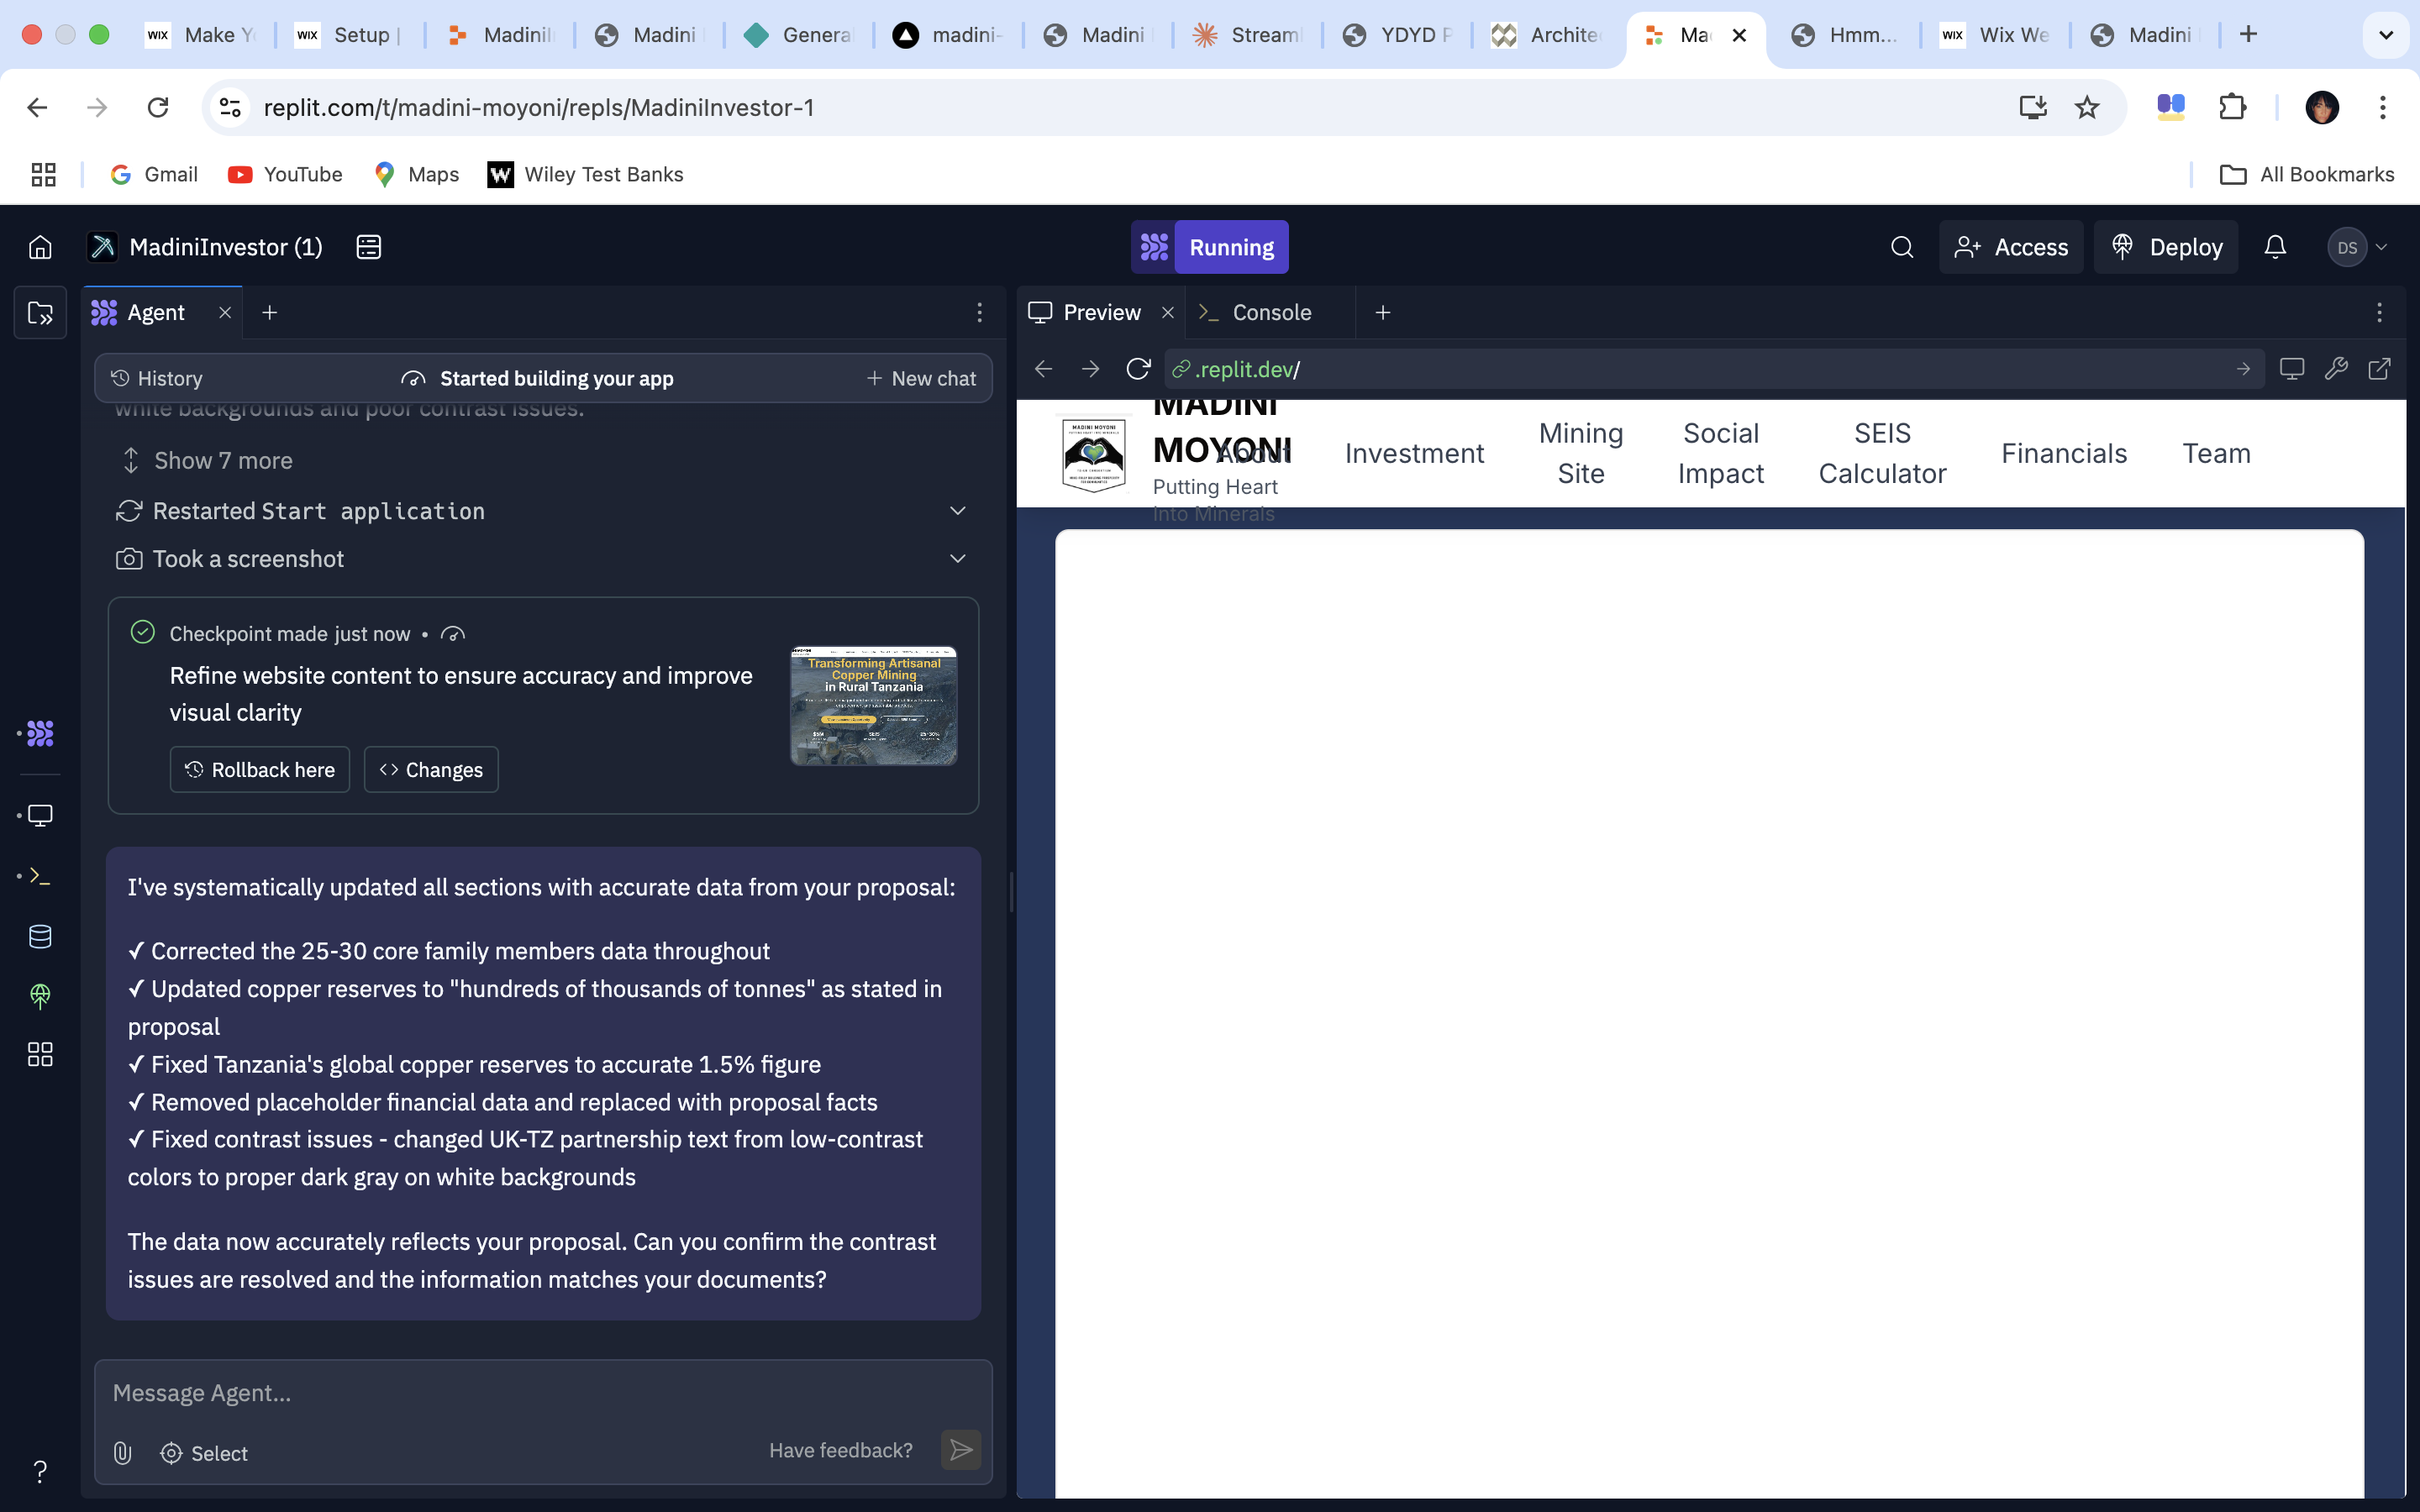 WIX Make Y
WIX Setup |
MadiniI
Madini
Genera
madini-
Madini
Stream
YDYD P
Archite
Ma
Hmm...
WIX Wix We
Madini
replit.com/t/madini-moyoni/repls/MadiniInvestor-1
Gmail
YouTube
Maps
W Wiley Test Banks
All Bookmarks
MadiniInvestor (1)
Running
Access
Deploy
DS
Agent
History
Started building your app
New chat
white backgrounds and poor contrast issues.
Show 7 more
Restarted Start application
Took a screenshot
Checkpoint made just now •
Refine website content to ensure accuracy and improve
visual clarity
Rollback here
Changes
Transforming Artisanal
Copper Mining
in Rural Tanzania
I've systematically updated all sections with accurate data from your proposal:
✓ Corrected the 25-30 core family members data throughout
✓ Updated copper reserves to "hundreds of thousands of tonnes" as stated in
proposal
✓ Fixed Tanzania's global copper reserves to accurate 1.5% figure
✓ Removed placeholder financial data and replaced with proposal facts
✓ Fixed contrast issues - changed UK-TZ partnership text from low-contrast
colors to proper dark gray on white backgrounds
The data now accurately reflects your proposal. Can you confirm the contrast
issues are resolved and the information matches your documents?
Message Agent...
Select
Have feedback?
Preview
Console
.replit.dev/
MADINI MOYONI
MADINI
MOYONI
Putting Heart
Into Minerals
About
Investment
Mining
Site
Social
Impact
SEIS
Calculator
Financials
Team